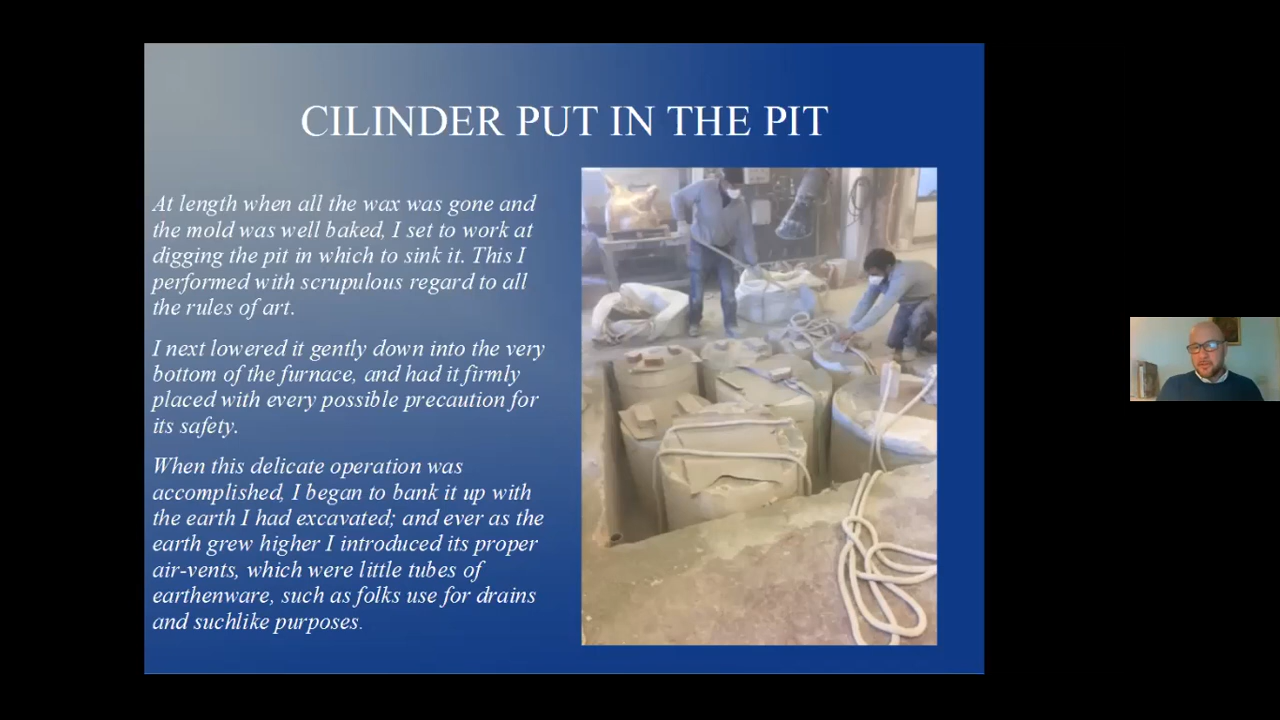 CILINDER PUT IN THE PIT
At length when all the wax was gone and
the mold was well baked, I set to work at
digging the pit in which to sink it. This I
performed with scrupulous regard to all
the rules of art.
I next lowered it gently down into the very
bottom of the furnace, and had it firmly
placed with every possible precaution for
its safety.
When this delicate operation was
accomplished, I began to bank it up with
the earth I had excavated; and ever as the
earth grew higher I introduced its proper
air-vents, which were little tubes of
earthenware, such as folks use for drains
and suchlike purposes.